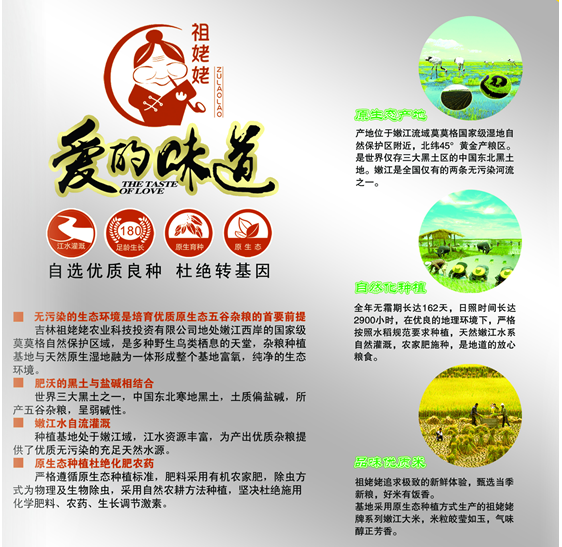 祖姥姥
ZULAOLAO
爱的味道
THE TASTE
OF LOVE
江水灌溉
180
足龄生长
原生育种
原生态
自选优质良种 杜绝转基因
无污染的生态环境是培育优质原生态五谷杂粮的首要前提
吉林祖姥姥农业科技投资有限公司地处嫩江西岸的国家级
莫莫格自然保护区域，是多种野生鸟类栖息的天堂，杂粮种植
基地与天然原生湿地融为一体形成整个基地富氧，纯净的生态
环境。
肥沃的黑土与盐碱相结合
世界三大黑土之一，中国东北寒地黑土，土质偏盐碱，所
产五谷杂粮，呈弱碱性。
嫩江水自流灌溉
种植基地处于嫩江域，江水资源丰富，为产出优质杂粮提
供了优质无污染的充足天然水源。
原生态种植杜绝化肥农药
严格遵循原生态种植标准，肥料采用有机农家肥，除虫方
式为物理及生物除虫，采用自然农耕方法种植，坚决杜绝施用
化学肥料、农药、生长调节激素。
原生态产地
产地位于嫩江流域莫莫格国家级湿地自
然保护区附近，北纬45°黄金产粮区。
是世界仅存三大黑土区的中国东北黑土
地。嫩江是全国仅有的两条无污染河流
之一。
自然化种植
全年无霜期长达162天，日照时间长达
2900小时，在优良的地理环境下，严格
按照水稻规范要求种植，天然嫩江水系
自然灌溉，农家肥施种，是地道的放心
粮食。
品味优质米
祖姥姥追求极致的新鲜体验，甄选当季
新粮，好米有饭香。
基地采用原生态种植方式生产的祖姥姥
牌系列嫩江大米，米粒皎莹如玉，气味
醇正芳香。